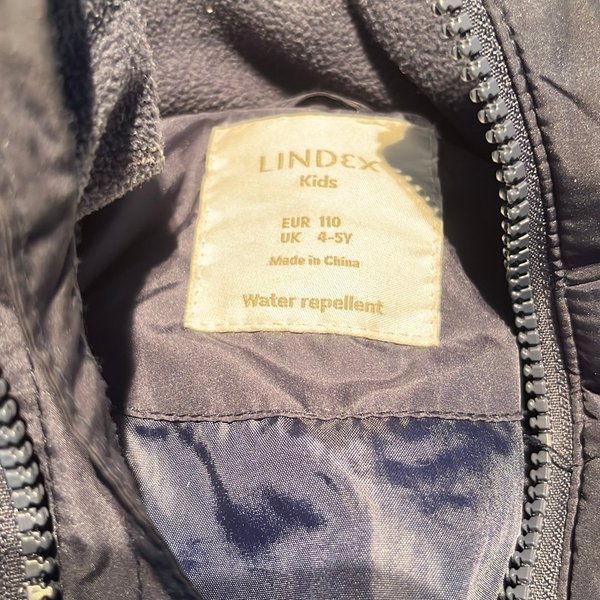 LINDEX
Kids
EUR 110
UK 4-5Y
Made in China
Water repellent